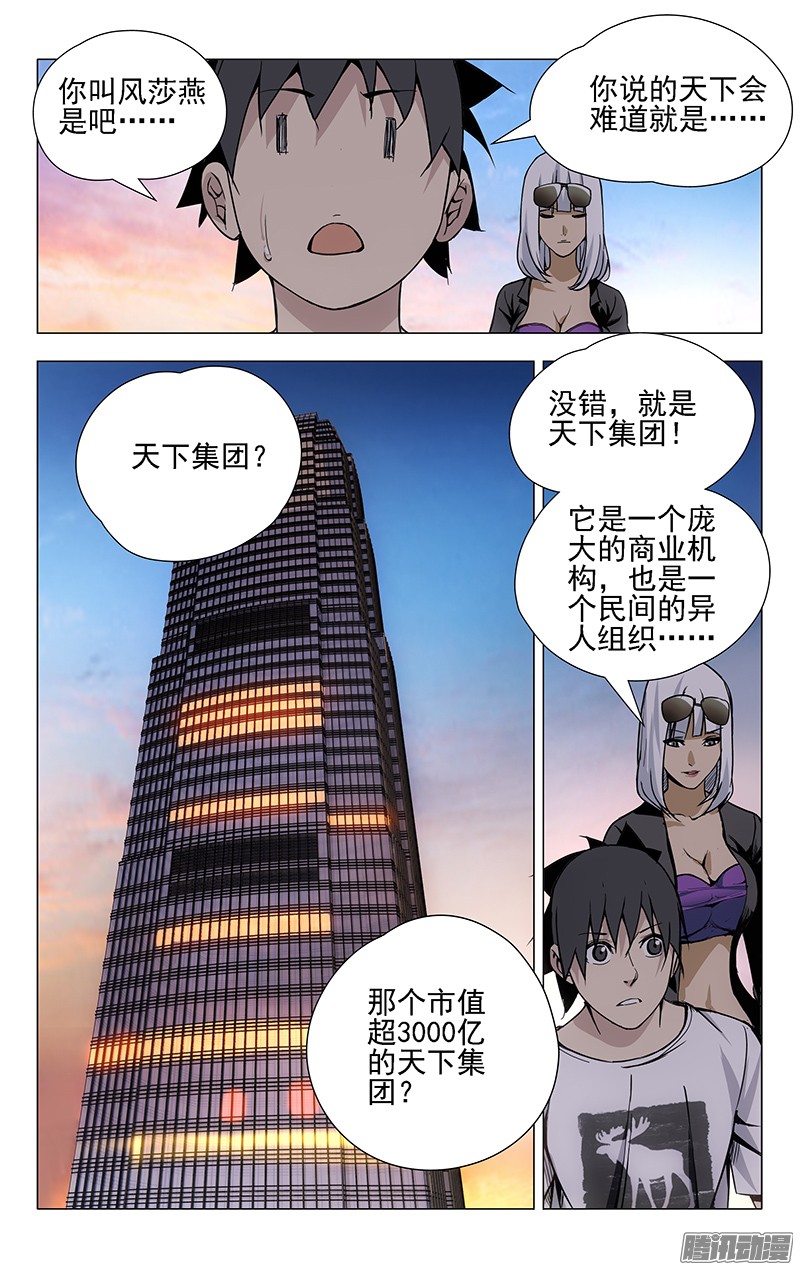 你叫风莎燕
是吧……
你说的天下会
难道就是……
天下集团？
那个市值
超3000亿
的天下集
团？
没错，就是
天下集团！
它是一个庞
大的商业机
构，也是一
个民间的异
人组织……
腾讯动漫